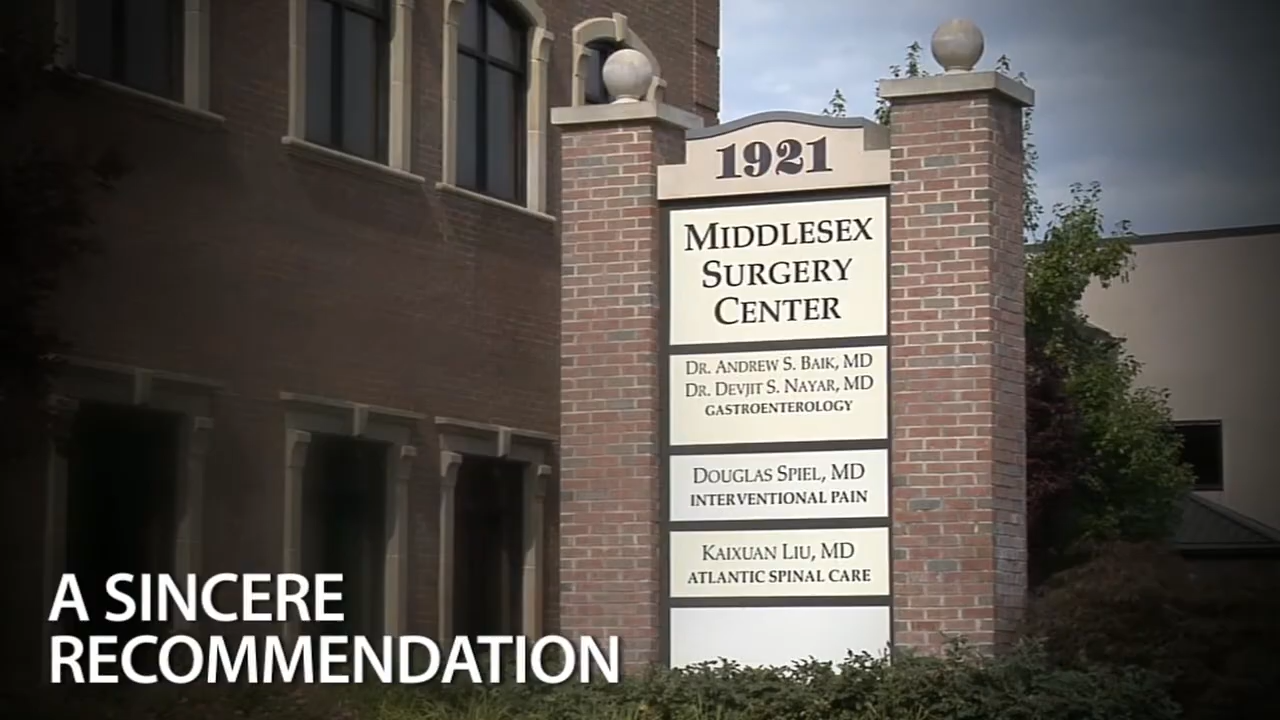 1921
MIDDLESEX
SURGERY
CENTER
DR. ANDREW S. BAIK, MD
DR. DEVJIT S. NAYAR, MD
GASTROENTEROLOGY
DOUGLAS SPIEL, MD
INTERVENTIONAL PAIN
KAIXUAN LIU, MD
ATLANTIC SPINAL CARE
A SINCERE
RECOMMENDATION